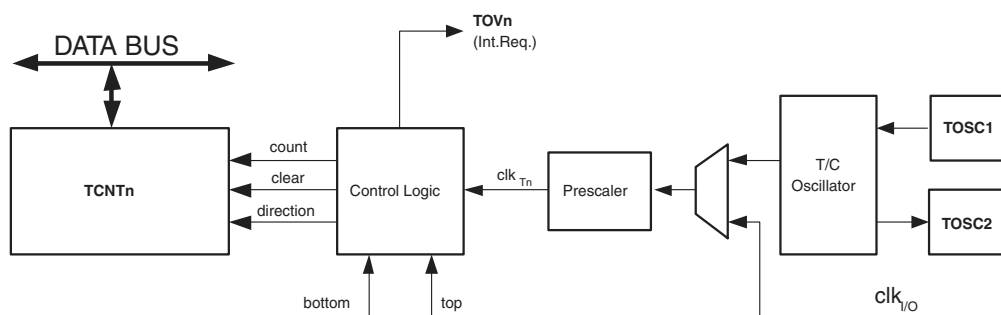 TOVn
(Int.Req.)
DATA BUS
TCNTn
count
clear
direction
Control Logic
clk Tn
Prescaler
T/C
Oscillator
TOSC1
TOSC2
bottom
top
clkI/O